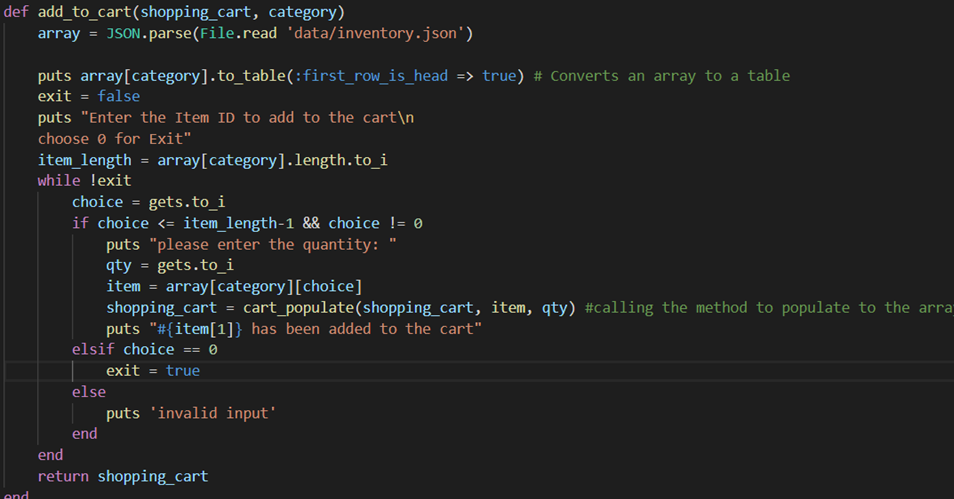 def add_to_cart(shopping_cart, category)
    array = JSON.parse(File.read 'data/inventory.json')

    puts array[category].to_table(:first_row_is_head => true) # Converts an array to a table
    exit = false
    puts "Enter the Item ID to add to the cart\n
    choose 0 for Exit"
    item_length = array[category].length.to_i
    while !exit
        choice = gets.to_i
        if choice <= item_length-1 && choice != 0
            puts "please enter the quantity: "
            qty = gets.to_i
            item = array[category][choice]
            shopping_cart = cart_populate(shopping_cart, item, qty) #calling the method to populate to the arra
            puts "#{item[1]} has been added to the cart"
        elsif choice == 0
            exit = true
        else
            puts 'invalid input'
        end
    end
    return shopping_cart
end